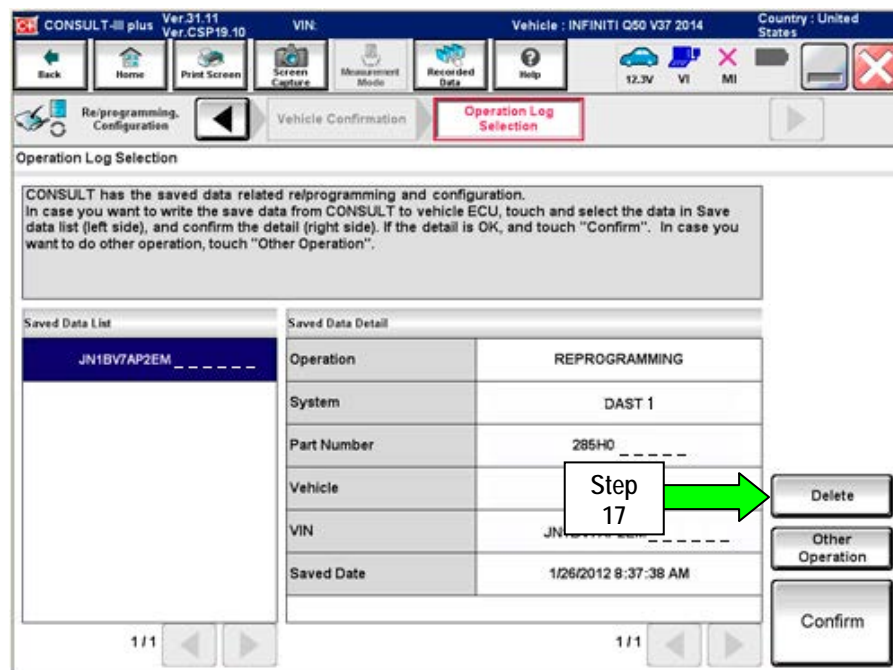 CONSULT-III plus Ver.31.11
Ver.CSP19.10
VIN:
Vehicle : INFINITI Q50 V37 2014
Country : United
States
Back
Home
Print Screen
Screen
Capture
Measurement
Mode
Recorded
Data
Help
12.3V
VI
MI
Re/programming,
Configuration
Vehicle Confirmation
Operation Log
Selection
Operation Log Selection
CONSULT has the saved data related re/programming and configuration.
In case you want to write the save data from CONSULT to vehicle ECU, touch and select the data in Save
data list (left side), and confirm the detail (right side). If the detail is OK, and touch "Confirm". In case you
want to do other operation, touch "Other Operation".
Saved Data List
JN1BV7AP2EM_ _ _ _ _ _
Saved Data Detail
Operation REPROGRAMMING
System DAST 1
Part Number 285H0 _ _ _ _ _
Vehicle
VIN
Saved Date 1/26/2012 8:37:38 AM
Step
17
Delete
Other
Operation
Confirm
1/1
1/1